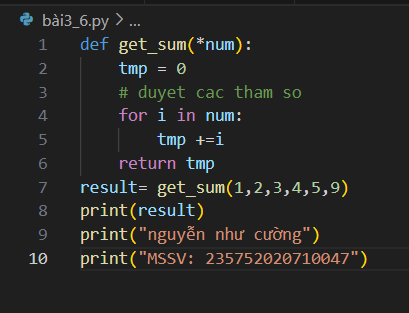 bài3_6.py > ...
1 def get_sum(*num):
2     tmp = 0
3     # duyet cac tham so
4     for i in num:
5         tmp +=i
6     return tmp
7 result= get_sum(1,2,3,4,5,9)
8 print(result)
9 print("nguyễn như cường")
10 print("MSSV: 235752020710047")